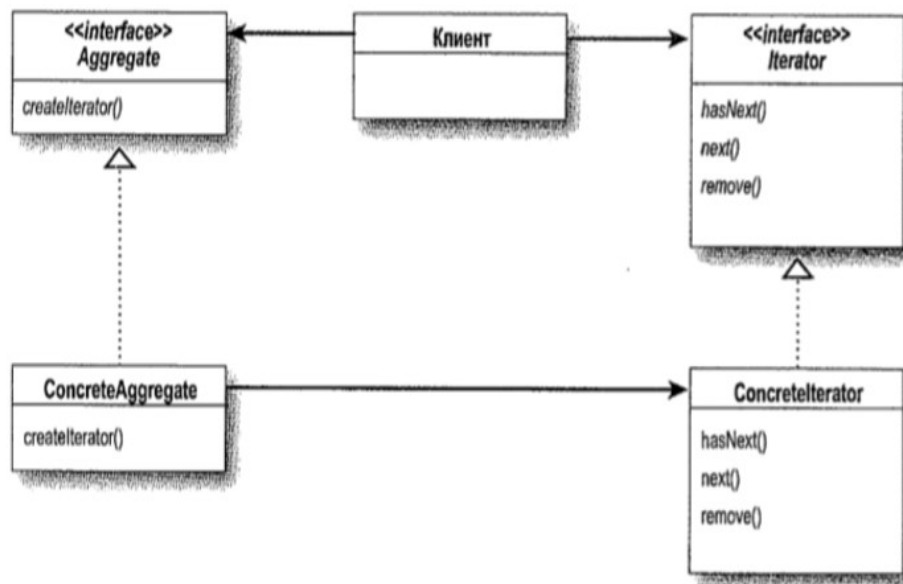 <<interface>>
Aggregate
createIterator()
Клиент
<<interface>>
Iterator
hasNext()
next()
remove()
ConcreteAggregate
createIterator()
ConcreteIterator
hasNext()
next()
remove()